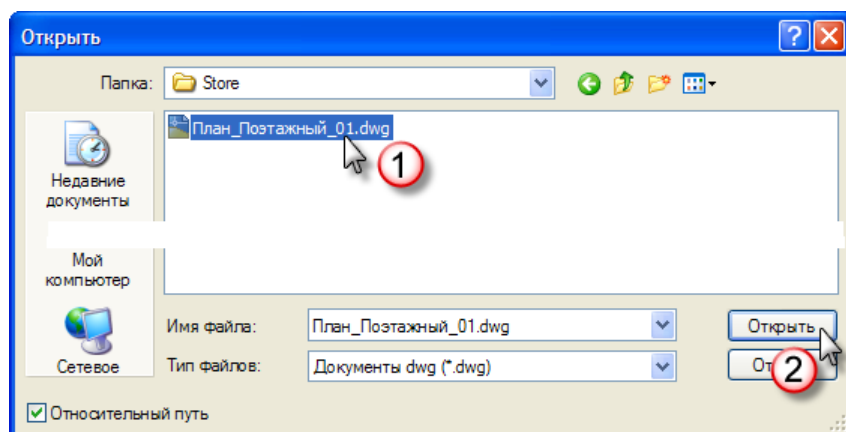 Открыть
Папка: Store
План_Поэтажный_01.dwg
1
Недавние
документы
Мой
компьютер
Сетевое
Имя файла: План_Поэтажный_01.dwg Открыть
Тип файлов: Документы dwg (*.dwg)
2
Относительный путь